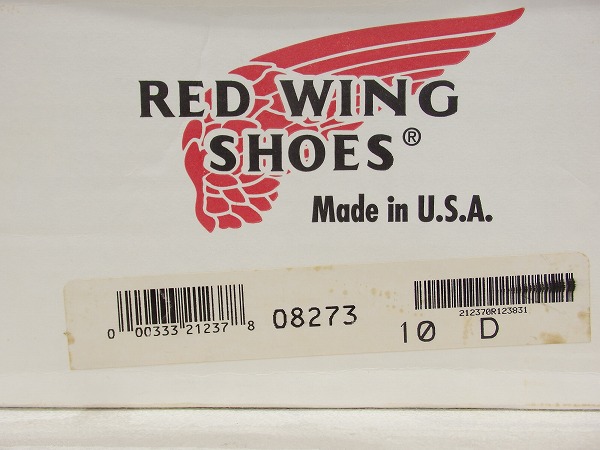 RED WING
SHOES®
Made in U.S.A.
0 00333 21237 8
08273
212370R123831
10 D